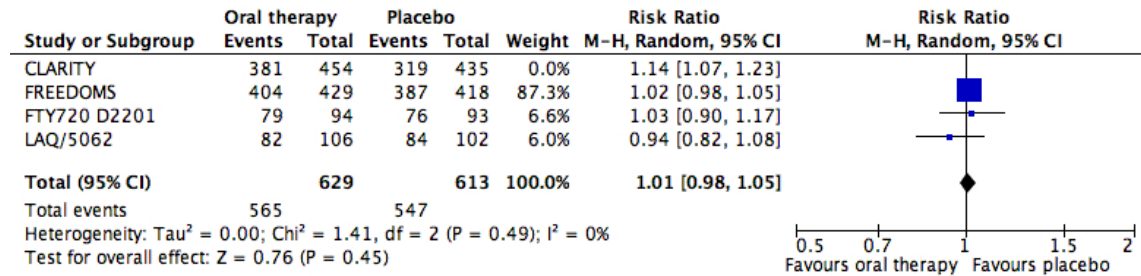 Oral therapy Placebo Risk Ratio Risk Ratio
Study or Subgroup Events Total Events Total Weight M-H, Random, 95% CI M-H, Random, 95% CI
CLARITY 381 454 319 435 0.0% 1.14 [1.07, 1.23]
FREEDOMS 404 429 387 418 87.3% 1.02 [0.98, 1.05]
FTY720 D2201 79 94 76 93 6.6% 1.03 [0.90, 1.17]
LAQ/5062 82 106 84 102 6.0% 0.94 [0.82, 1.08]
Total (95% CI) 629 613 100.0% 1.01 [0.98, 1.05]
Total events 565 547
Heterogeneity: Tau² = 0.00; Chi² = 1.41, df = 2 (P = 0.49); I² = 0%
Test for overall effect: Z = 0.76 (P = 0.45)
0.5 0.7 1 1.5 2
Favours oral therapy Favours placebo